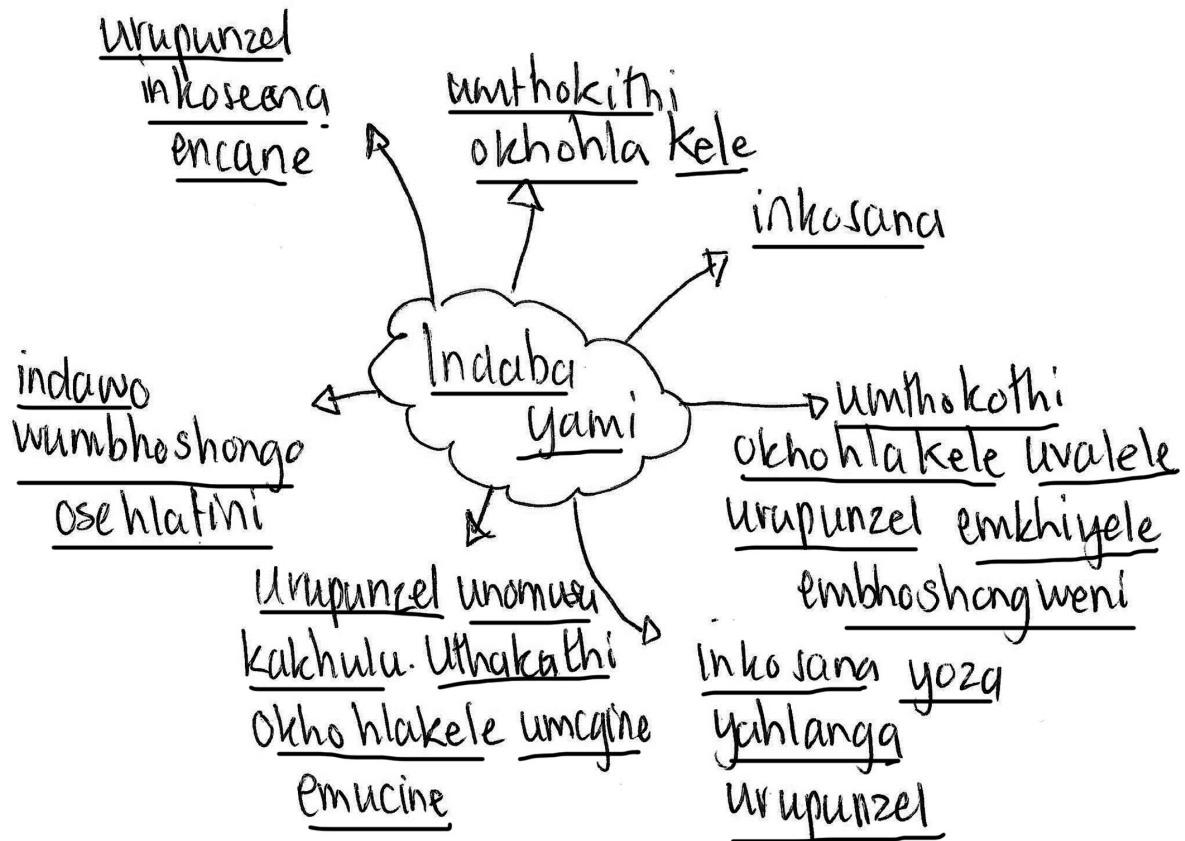 urupunzel
inkoseana
encane
umthokithi
okhohla kele
inkosana
Indaba
yami
indawo
wumbhoshongo
osehlatini
umthokothi
okhohlakele uvalele
urupunzel emkhiyele
embhoshongweni
Urupunzel unomusu
kakhulu. Uthakathi
okhohlakele umcgine
emucine
inkosana yoza
yahlanga
urupunzel